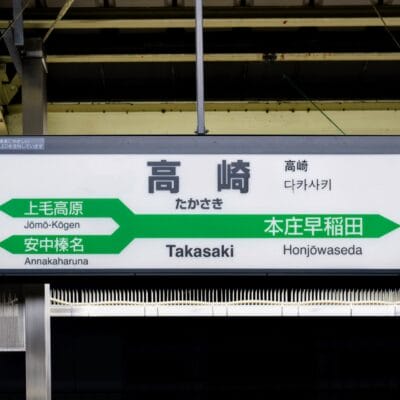 高崎
たかさき
Takasaki
高崎
다카사키
上毛高原
Jōmō-Kōgen
安中榛名
Annakaharuna
本庄早稲田
Honjōwaseda